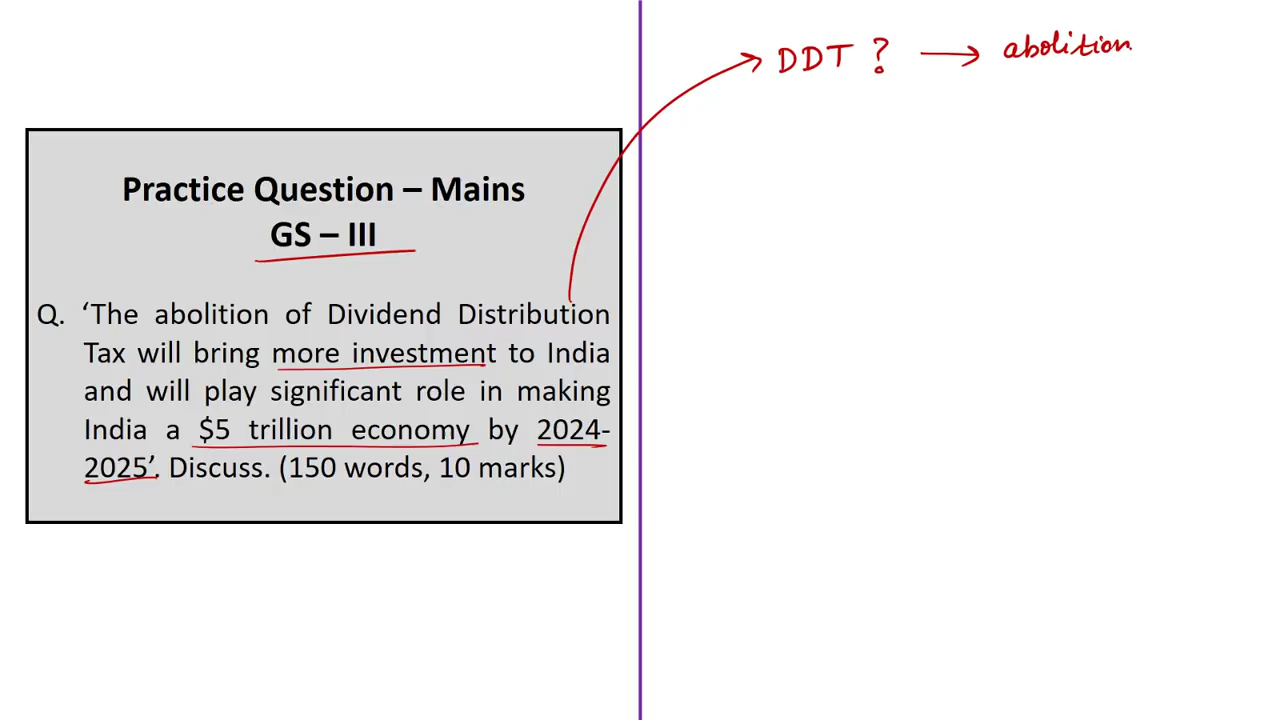 DDT ? → abolition
Practice Question – Mains
GS – III
Q. ‘The abolition of Dividend Distribution
Tax will bring more investment to India
and will play significant role in making
India a $5 trillion economy by 2024-
2025’. Discuss. (150 words, 10 marks)